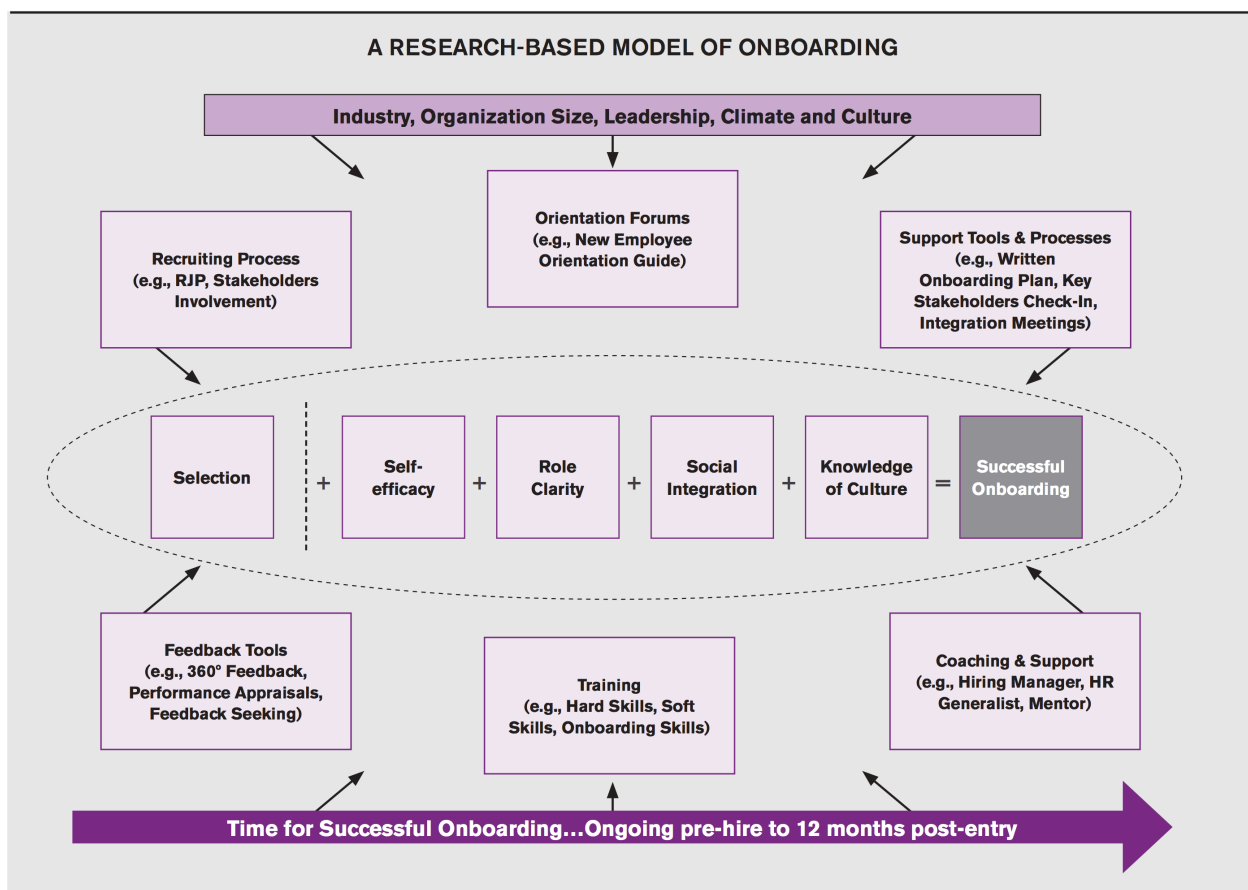 A RESEARCH-BASED MODEL OF ONBOARDING
Industry, Organization Size, Leadership, Climate and Culture
Recruiting Process
(e.g., RJP, Stakeholders
Involvement)
Orientation Forums
(e.g., New Employee
Orientation Guide)
Support Tools & Processes
(e.g., Written
Onboarding Plan, Key
Stakeholders Check-In,
Integration Meetings)
Selection
+
Self-
efficacy
+
Role
Clarity
+
Social
Integration
+
Knowledge
of Culture
=
Successful
Onboarding
Feedback Tools
(e.g., 360° Feedback,
Performance Appraisals,
Feedback Seeking)
Training
(e.g., Hard Skills, Soft
Skills, Onboarding Skills)
Coaching & Support
(e.g., Hiring Manager, HR
Generalist, Mentor)
Time for Successful Onboarding...Ongoing pre-hire to 12 months post-entry